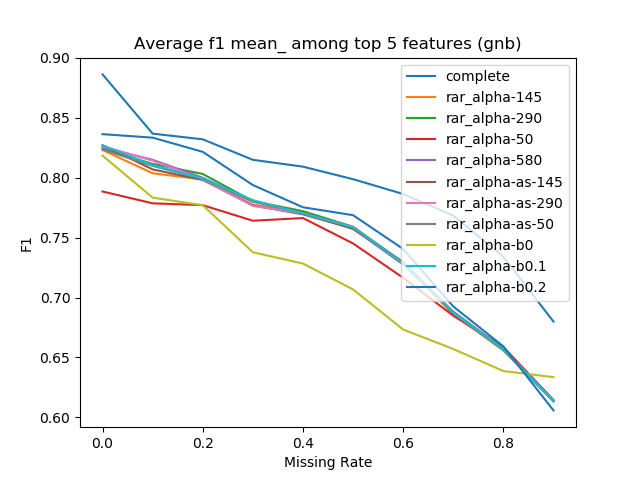 Average f1 mean_ among top 5 features (gnb)
0.90
0.85
0.80
0.75
0.70
0.65
0.60
F1
complete
rar_alpha-145
rar_alpha-290
rar_alpha-50
rar_alpha-580
rar_alpha-as-145
rar_alpha-as-290
rar_alpha-as-50
rar_alpha-b0
rar_alpha-b0.1
rar_alpha-b0.2
0.0 0.2 0.4 0.6 0.8
Missing Rate